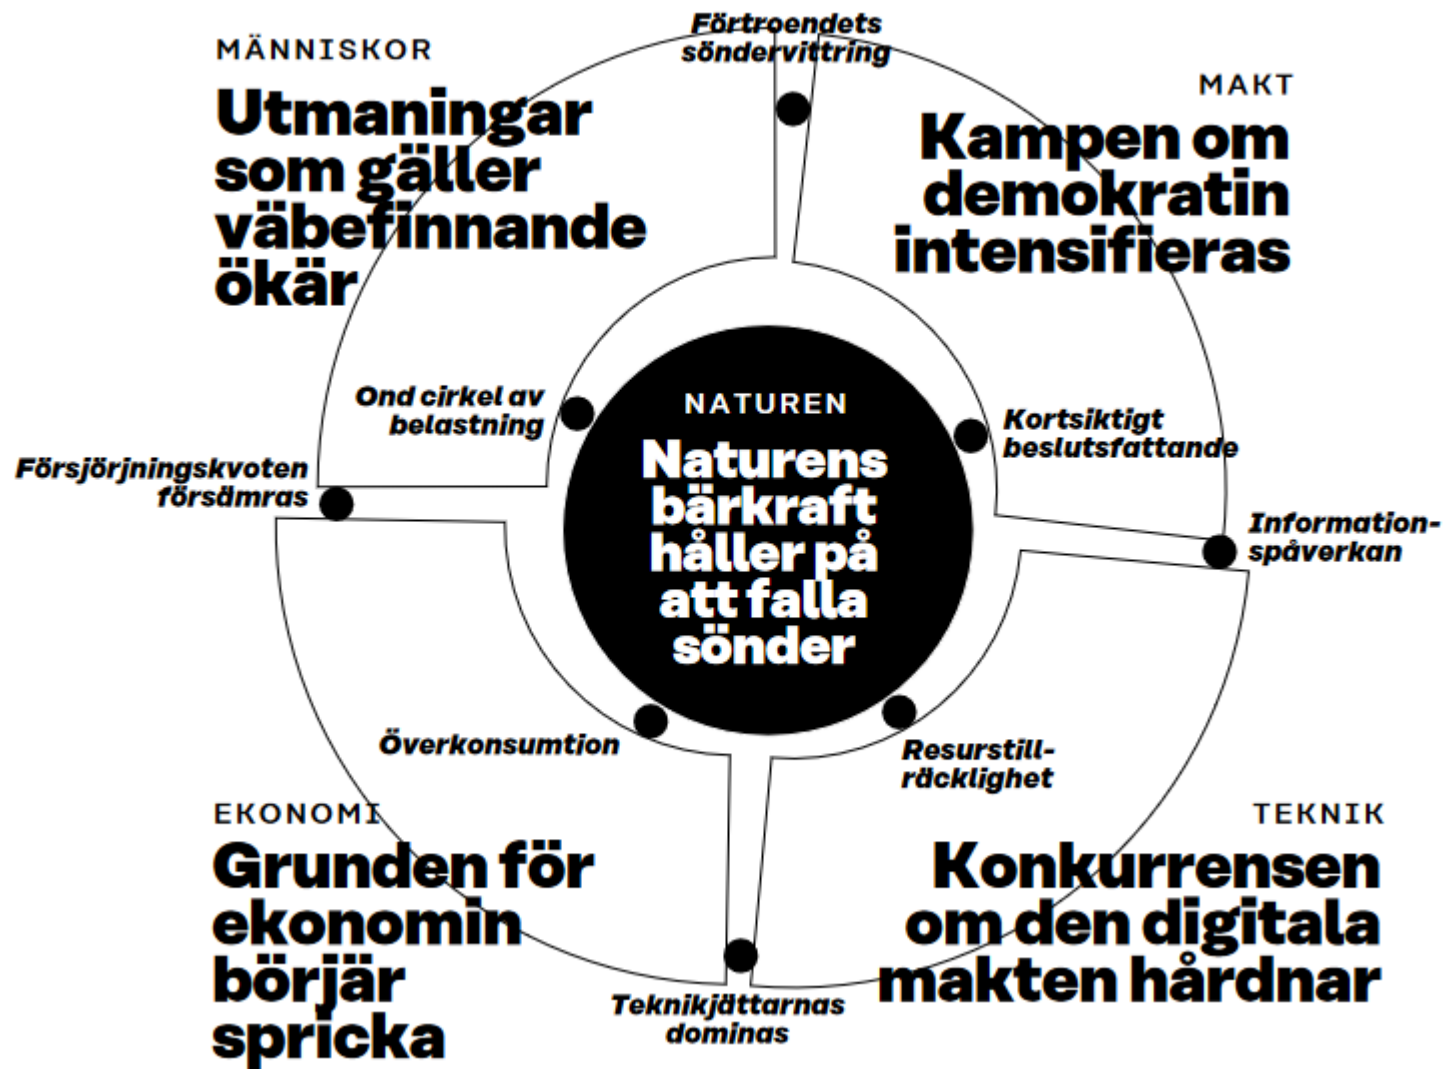 Förtroendets
söndervittring
MÄNNISKOR
Utmaningar
som gäller
väbefinnande
ökär
MAKT
Kampen om
demokratin
intensifieras
Ond cirkel av
belastning
NATUREN
Naturens
bärkraft
håller på
att falla
sönder
Kortsiktigt
beslutsfattande
Försjörjningskvoten
försämras
Information-
spåverkan
Överkonsumtion
Resurstill-
räcklighet
EKONOMI
Grunden för
ekonomin
börjär
spricka
TEKNIK
Konkurrensen
om den digitala
makten hårdnar
Teknikjättarnas
dominas